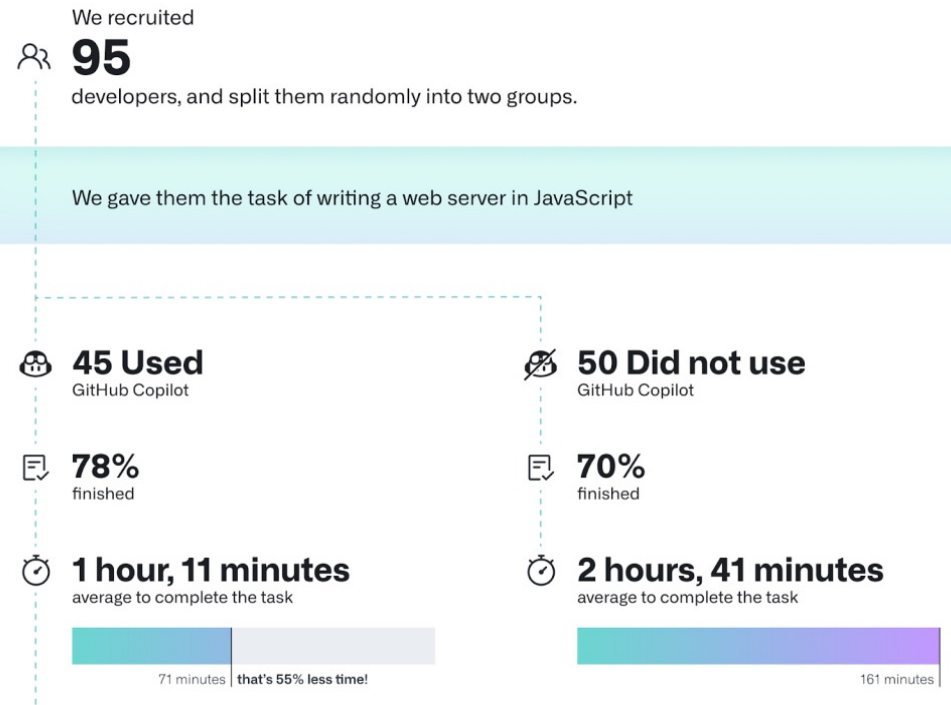 We recruited
95
developers, and split them randomly into two groups.
We gave them the task of writing a web server in JavaScript
45 Used
GitHub Copilot
78%
finished
1 hour, 11 minutes
average to complete the task
71 minutes
that's 55% less time!
50 Did not use
GitHub Copilot
70%
finished
2 hours, 41 minutes
average to complete the task
161 minutes